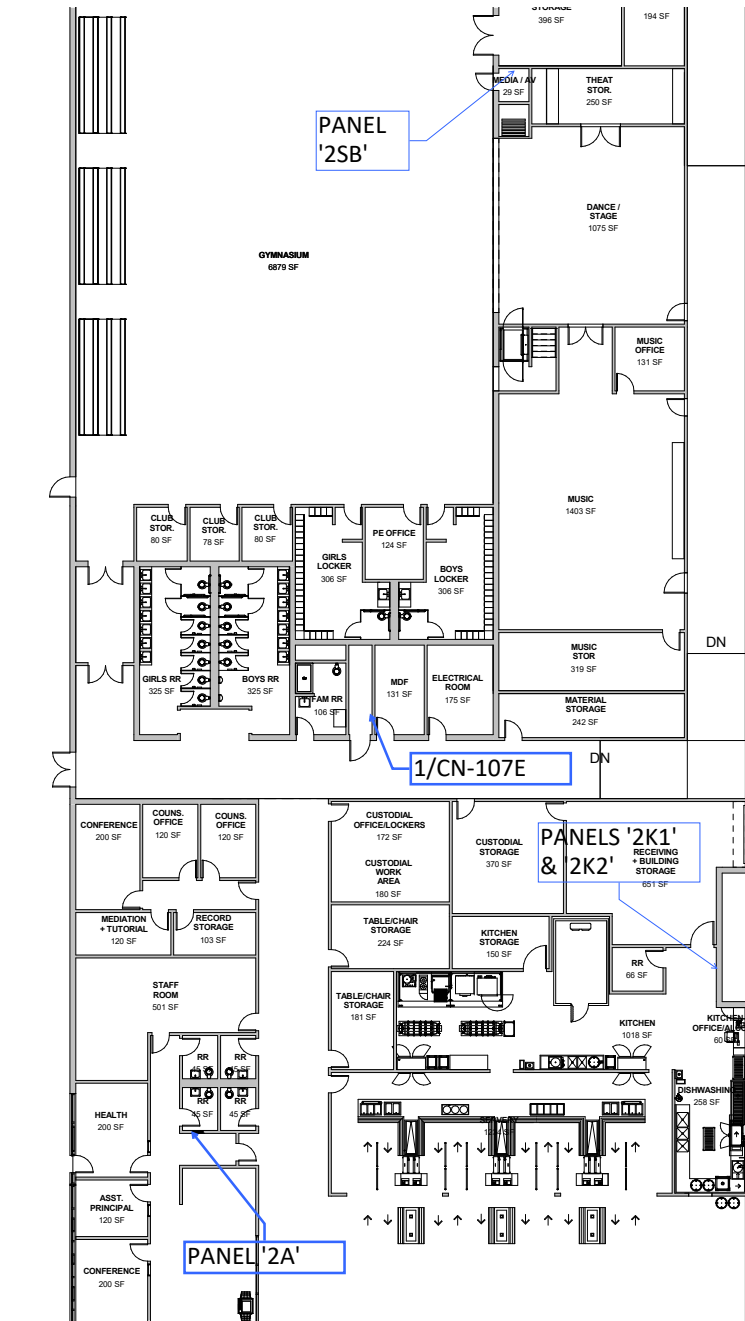 STORAGE
396 SF
194 SF
MEDIA / AV
29 SF
THEAT
STOR.
250 SF
PANEL
'2SB'
DANCE /
STAGE
1075 SF
GYMNASIUM
6879 SF
MUSIC
OFFICE
131 SF
MUSIC
1403 SF
CLUB
STOR.
80 SF
CLUB
STOR.
78 SF
CLUB
STOR.
80 SF
PE OFFICE
124 SF
GIRLS
LOCKER
306 SF
BOYS
LOCKER
306 SF
MUSIC
STOR
319 SF
DN
GIRLS RR
325 SF
BOYS RR
325 SF
FAM RR
106 SF
MDF
131 SF
ELECTRICAL
ROOM
175 SF
MATERIAL
STORAGE
242 SF
1/CN-107E
DN
CONFERENCE
200 SF
COUNS.
OFFICE
120 SF
COUNS.
OFFICE
120 SF
CUSTODIAL
OFFICE/LOCKERS
172 SF
CUSTODIAL
WORK
AREA
180 SF
CUSTODIAL
STORAGE
370 SF
PANELS '2K1'
& '2K2'
RECEIVING
+ BUILDING
STORAGE
651 SF
MEDIATION
+ TUTORIAL
120 SF
RECORD
STORAGE
103 SF
TABLE/CHAIR
STORAGE
224 SF
KITCHEN
STORAGE
150 SF
RR
66 SF
STAFF
ROOM
501 SF
TABLE/CHAIR
STORAGE
181 SF
KITCHEN
1018 SF
KITCHEN
60 SF
RR
45 SF
RR
45 SF
RR
45 SF
RR
45 SF
DISHWASHING
258 SF
HEALTH
200 SF
ASST.
PRINCIPAL
120 SF
PANEL '2A'
CONFERENCE
200 SF